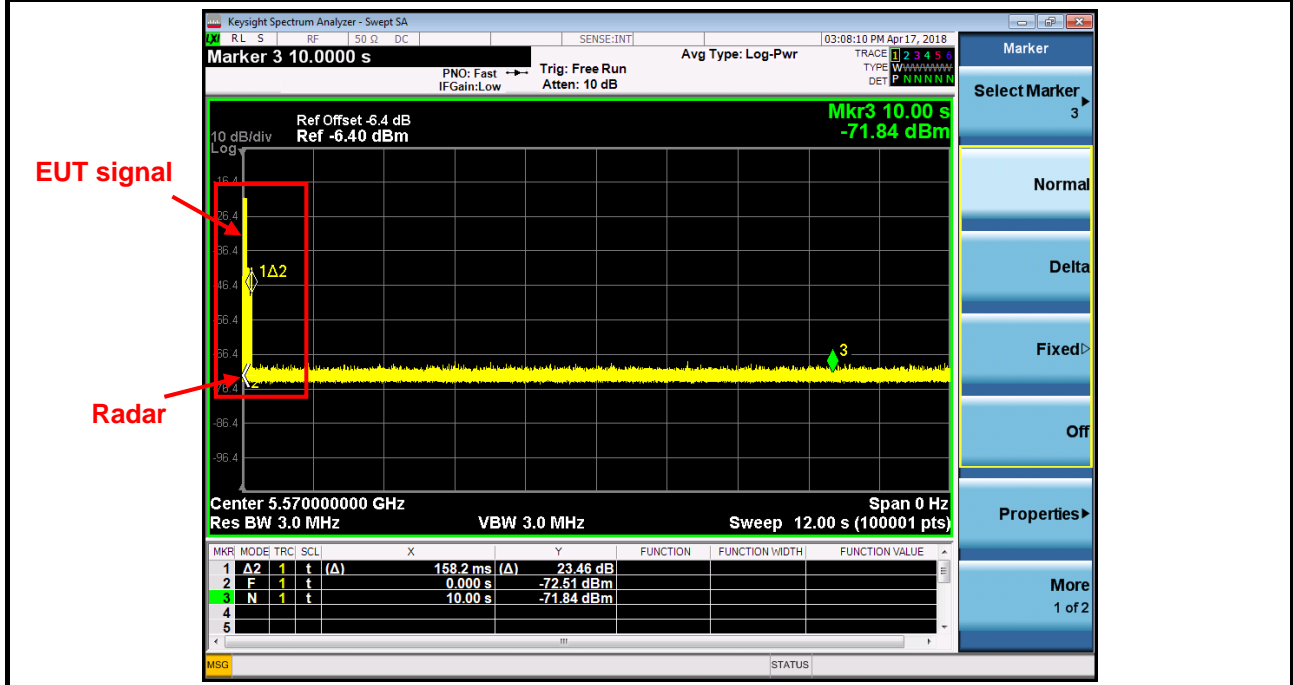 Keysight Spectrum Analyzer - Swept SA
LXI RL S RF 50 Ω DC SENSE:INT 03:08:10 PM Apr 17, 2018
Marker 3 10.0000 s
PNO: Fast
IFGain:Low
Trig: Free Run
Atten: 10 dB
Avg Type: Log-Pwr
TRACE 1 2 3 4 5 6
TYPE WWWWWW
DET P N N N N N
Ref Offset -6.4 dB
10 dB/div Ref -6.40 dBm
Log
Mkr3 10.00 s
-71.84 dBm
EUT signal
-16.4
-26.4
-36.4
1Δ2
-46.4
-56.4
-66.4
3
-76.4
2
Radar
-86.4
-96.4
Center 5.570000000 GHz Span 0 Hz
Res BW 3.0 MHz VBW 3.0 MHz Sweep 12.00 s (100001 pts)
MKR MODE TRC SCL X Y FUNCTION FUNCTION WIDTH FUNCTION VALUE
1 Δ2 1 t (Δ) 158.2 ms (Δ) 23.46 dB
2 F 1 t 0.000 s -72.51 dBm
3 N 1 t 10.00 s -71.84 dBm
4
5
MSG STATUS
Marker
Select Marker
3
Normal
Delta
Fixed
Off
Properties
More
1 of 2